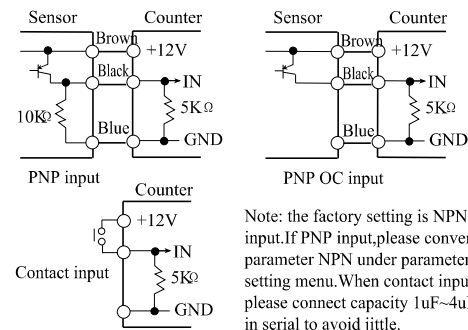 Sensor Counter
Brown
+12V
Black
IN
10KΩ
5KΩ
Blue
GND
PNP input
Sensor Counter
Brown
+12V
Black
IN
5KΩ
Blue
GND
PNP OC input
Counter
+12V
IN
Contact input
5KΩ
GND
Note: the factory setting is NPN
input.If PNP input,please conver
parameter NPN under parameter
setting menu.When contact input
please connect capacity 1uF~4u
in serial to avoid jittle.